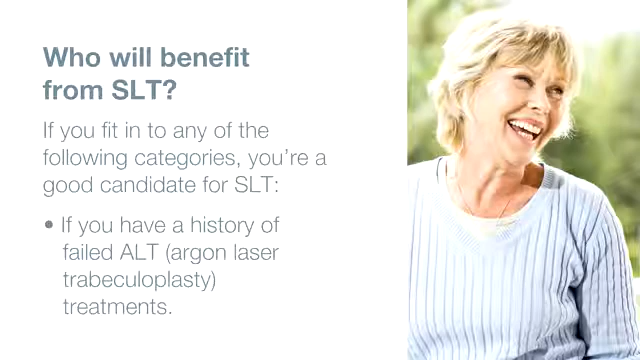 Who will benefit
from SLT?
If you fit in to any of the
following categories, you're a
good candidate for SLT:
• If you have a history of
failed ALT (argon laser
trabeculoplasty)
treatments.